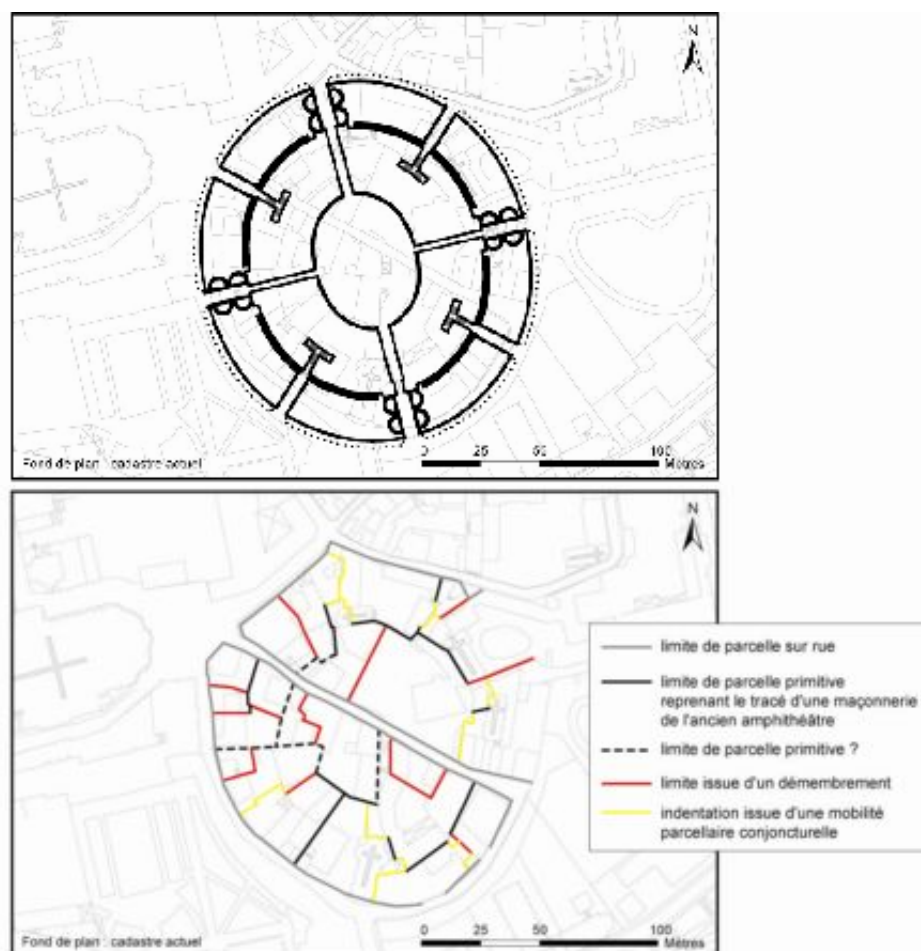 N
0 25 50 100
Mètres
Fond de plan : cadastre actuel
N
limite de parcelle sur rue
limite de parcelle primitive
reprenant le tracé d'une maçonnerie
de l'ancien amphithéâtre
limite de parcelle primitive ?
limite issue d'un démembrement
indentation issue d'une mobilité
parcellaire conjoncturelle
0 25 50 100
Mètres
Fond de plan : cadastre actuel